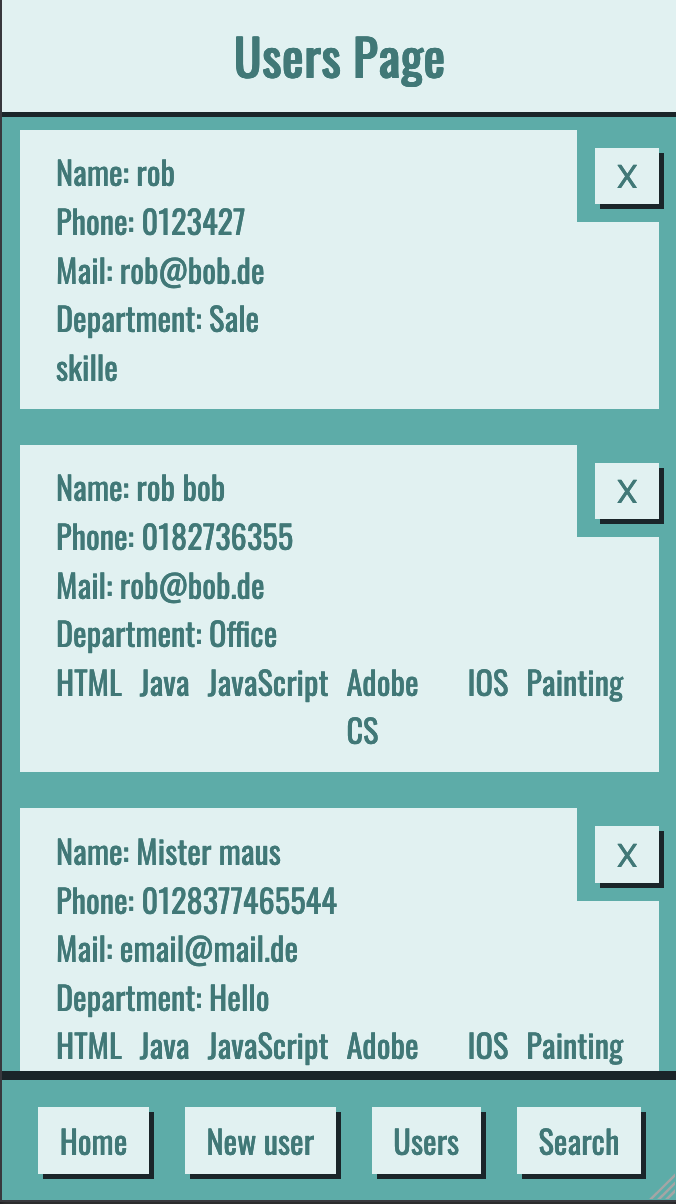 Users Page
Name: rob
X
Phone: 0123427
Mail: rob@bob.de
Department: Sale
skille
Name: rob bob
X
Phone: 0182736355
Mail: rob@bob.de
Department: Office
HTML Java JavaScript Adobe IOS Painting
CS
Name: Mister maus
X
Phone: 0128377465544
Mail: email@mail.de
Department: Hello
HTML Java JavaScript Adobe IOS Painting
Home New user Users Search